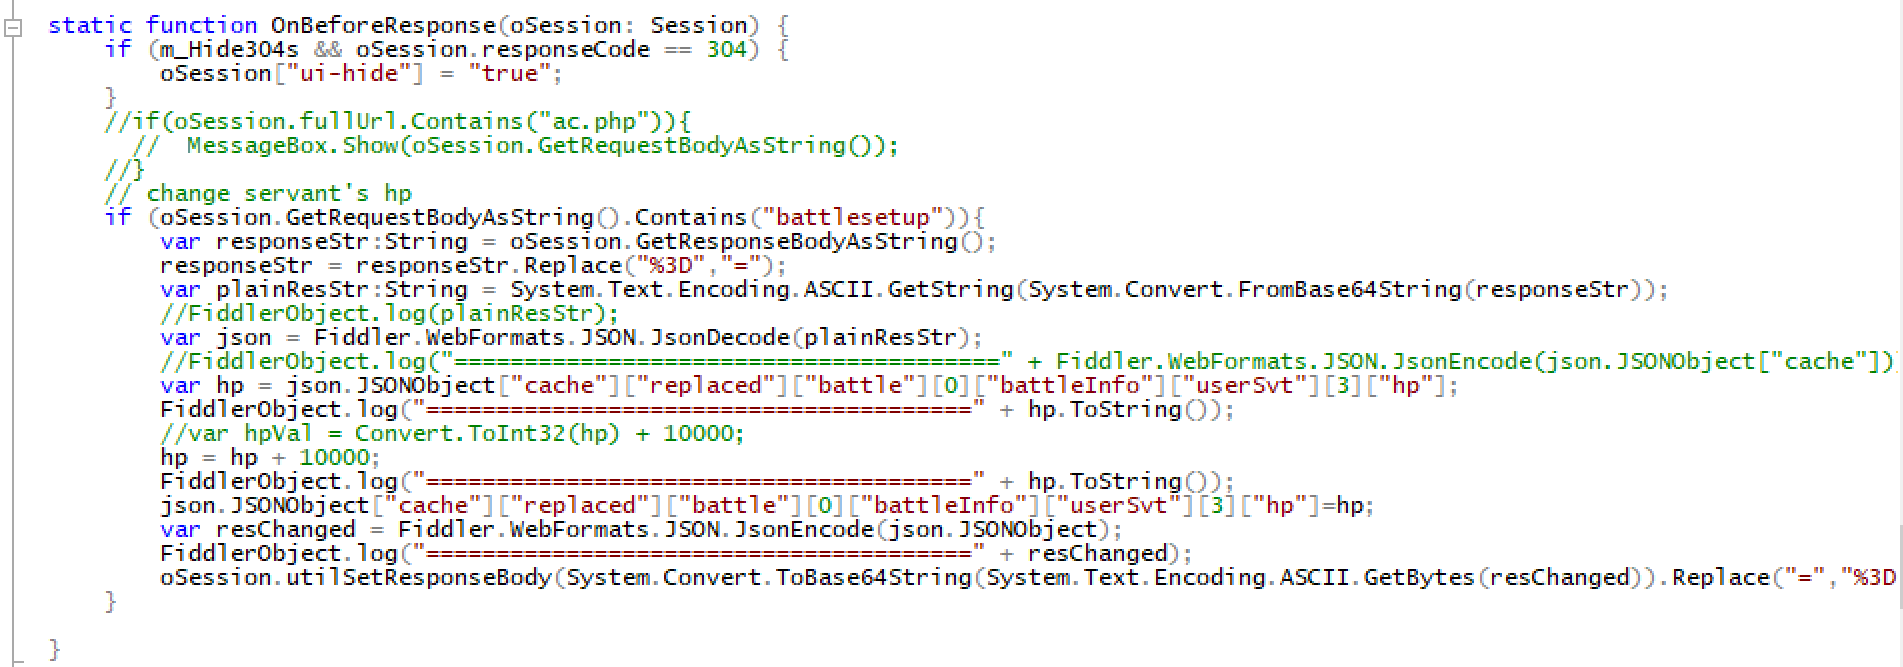 static function OnBeforeResponse(oSession: Session) {
    if (m_Hide304s && oSession.responseCode == 304) {
        oSession["ui-hide"] = "true";
    }
    //if(oSession.fullUrl.Contains("ac.php")){
      //  MessageBox.Show(oSession.GetRequestBodyAsString());
    //}
    // change servant's hp
    if (oSession.GetRequestBodyAsString().Contains("battlesetup")){
        var responseStr:String = oSession.GetResponseBodyAsString();
        responseStr = responseStr.Replace("%3D","=");
        var plainResStr:String = System.Text.Encoding.ASCII.GetString(System.Convert.FromBase64String(responseStr));
        //FiddlerObject.log(plainResStr);
        var json = Fiddler.WebFormats.JSON.JsonDecode(plainResStr);
        //FiddlerObject.log("=======================================" + Fiddler.WebFormats.JSON.JsonEncode(json.JSONObject["cache"])
        var hp = json.JSONObject["cache"]["replaced"]["battle"][0]["battleInfo"]["userSvt"][3]["hp"];
        FiddlerObject.log("=======================================" + hp.ToString());
        //var hpVal = Convert.ToInt32(hp) + 10000;
        hp = hp + 10000;
        FiddlerObject.log("=======================================" + hp.ToString());
        json.JSONObject["cache"]["replaced"]["battle"][0]["battleInfo"]["userSvt"][3]["hp"]=hp;
        var resChanged = Fiddler.WebFormats.JSON.JsonEncode(json.JSONObject);
        FiddlerObject.log("=======================================" + resChanged);
        oSession.utilSetResponseBody(System.Convert.ToBase64String(System.Text.Encoding.ASCII.GetBytes(resChanged)).Replace("=","%3D
    }
}